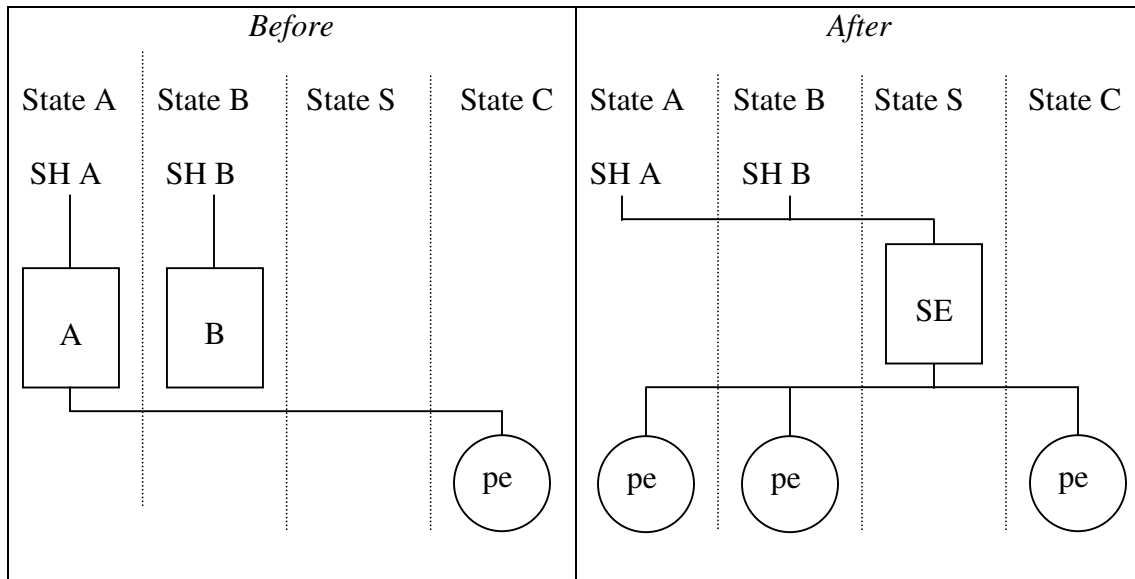 Before
State A State B State S State C
SH A SH B
A B
pe
After
State A State B State S State C
SH A SH B
SE
pe pe pe